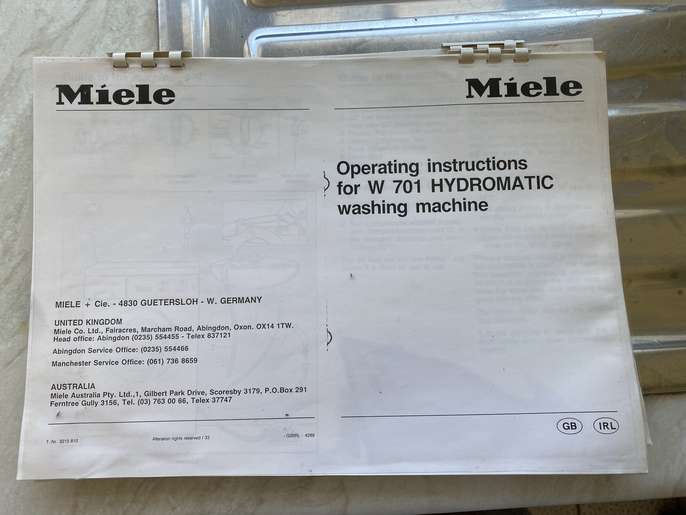 Miele
MIELE + Cie. - 4830 GUETERSLOH - W. GERMANY
UNITED KINGDOM
Miele Co. Ltd., Fairacres, Marcham Road, Abingdon, Oxon. OX14 1TW.
Head office: Abingdon (0235) 554455 - Telex 837121
Abingdon Service Office: (0235) 554466
Manchester Service Office: (061) 736 8659
AUSTRALIA
Miele Australia Pty. Ltd.,1, Gilbert Park Drive, Scoresby 3179, P.O.Box 291
Ferntree Gully 3156, Tel. (03) 763 00 66, Telex 37747
Alteration rights reserved / 33
4289
Miele
Operating instructions
for W 701 HYDROMATIC
washing machine
GB IRL